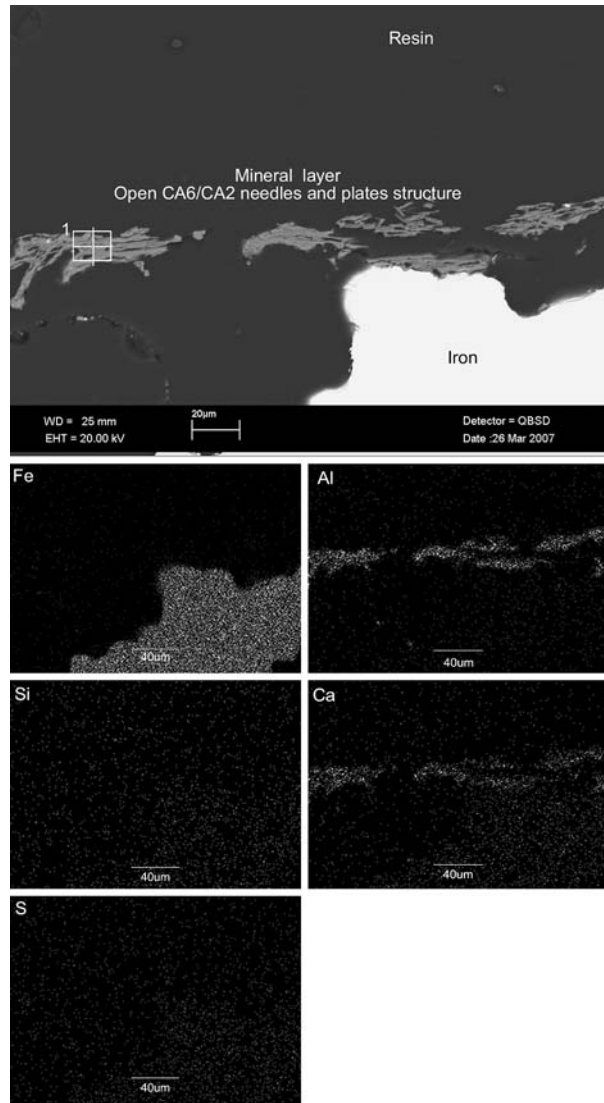 Resin
Mineral layer
Open CA6/CA2 needles and plates structure
1
Iron
WD = 25 mm
EHT = 20.00 kV
20µm
Detector = QBSD
Date :26 Mar 2007
Fe
40um
Al
40um
Si
40um
Ca
40um
S
40um